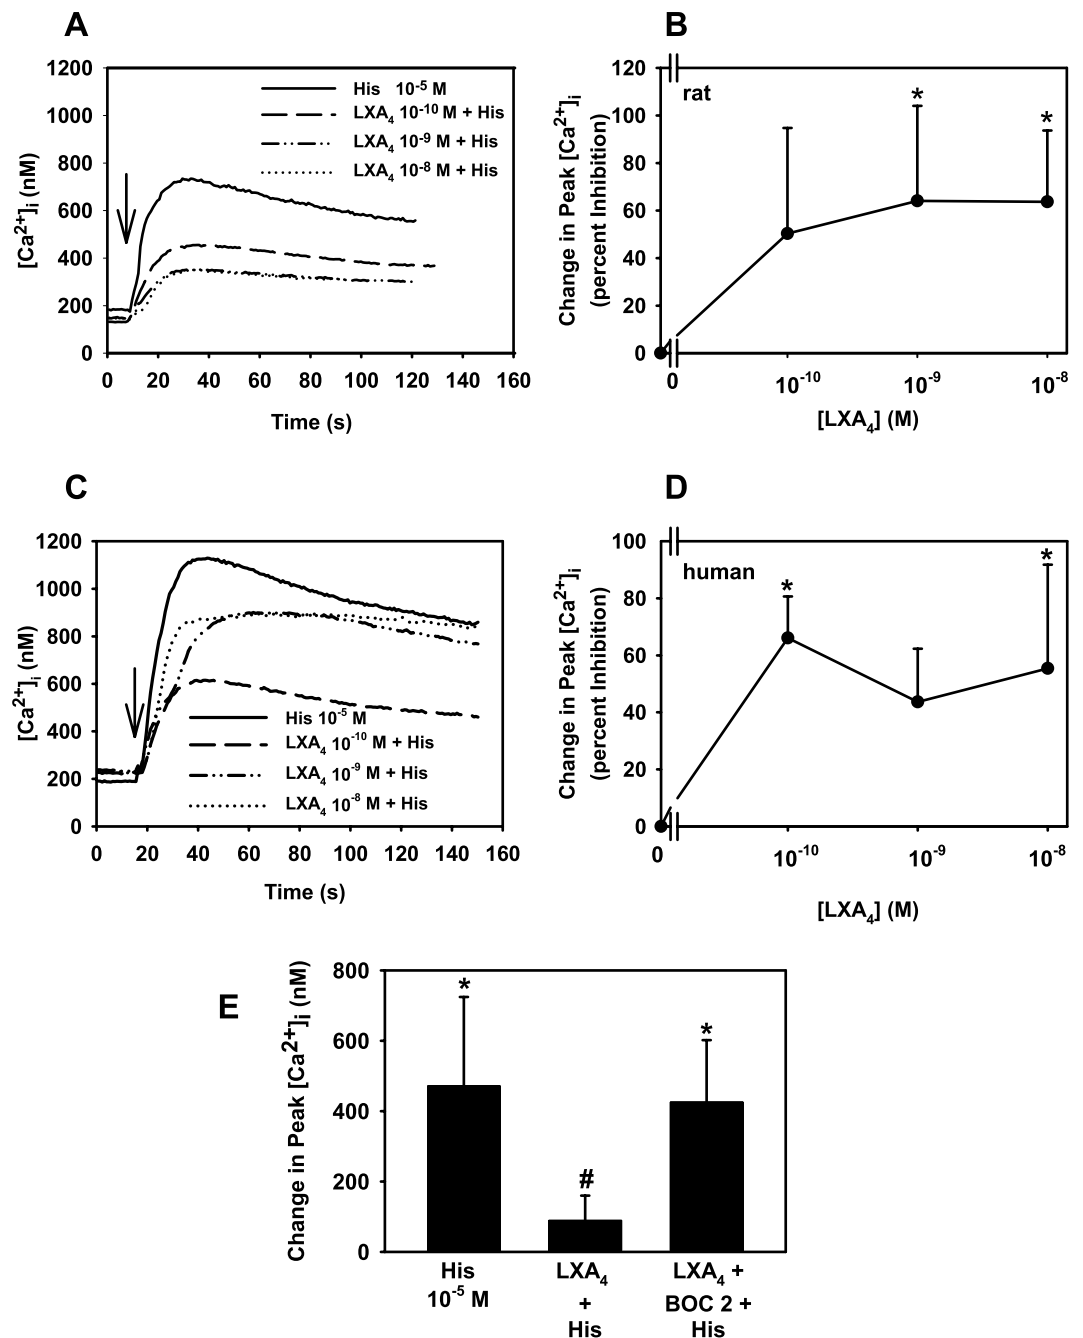 A
1200
1000
800
600
400
200
0
[Ca2+]i (nM)
His 10-5 M
LXA4 10-10 M + His
LXA4 10-9 M + His
LXA4 10-8 M + His
0 20 40 60 80 100 120 140 160
Time (s)
B
120
100
80
60
40
20
0
Change in Peak [Ca2+]i
(percent Inhibition)
rat
*
*
0 10-10 10-9 10-8
[LXA4] (M)
C
1200
1000
800
600
400
200
0
[Ca2+]i (nM)
His 10-5 M
LXA4 10-10 M + His
LXA4 10-9 M + His
LXA4 10-8 M + His
0 20 40 60 80 100 120 140 160
Time (s)
D
100
80
60
40
20
0
Change in Peak [Ca2+]i
(percent Inhibition)
human
*
*
0 10-10 10-9 10-8
[LXA4] (M)
E
800
600
400
200
0
Change in Peak [Ca2+]i (nM)
*
#
*
His
10-5 M
LXA4
+
His
LXA4 +
BOC 2 +
His